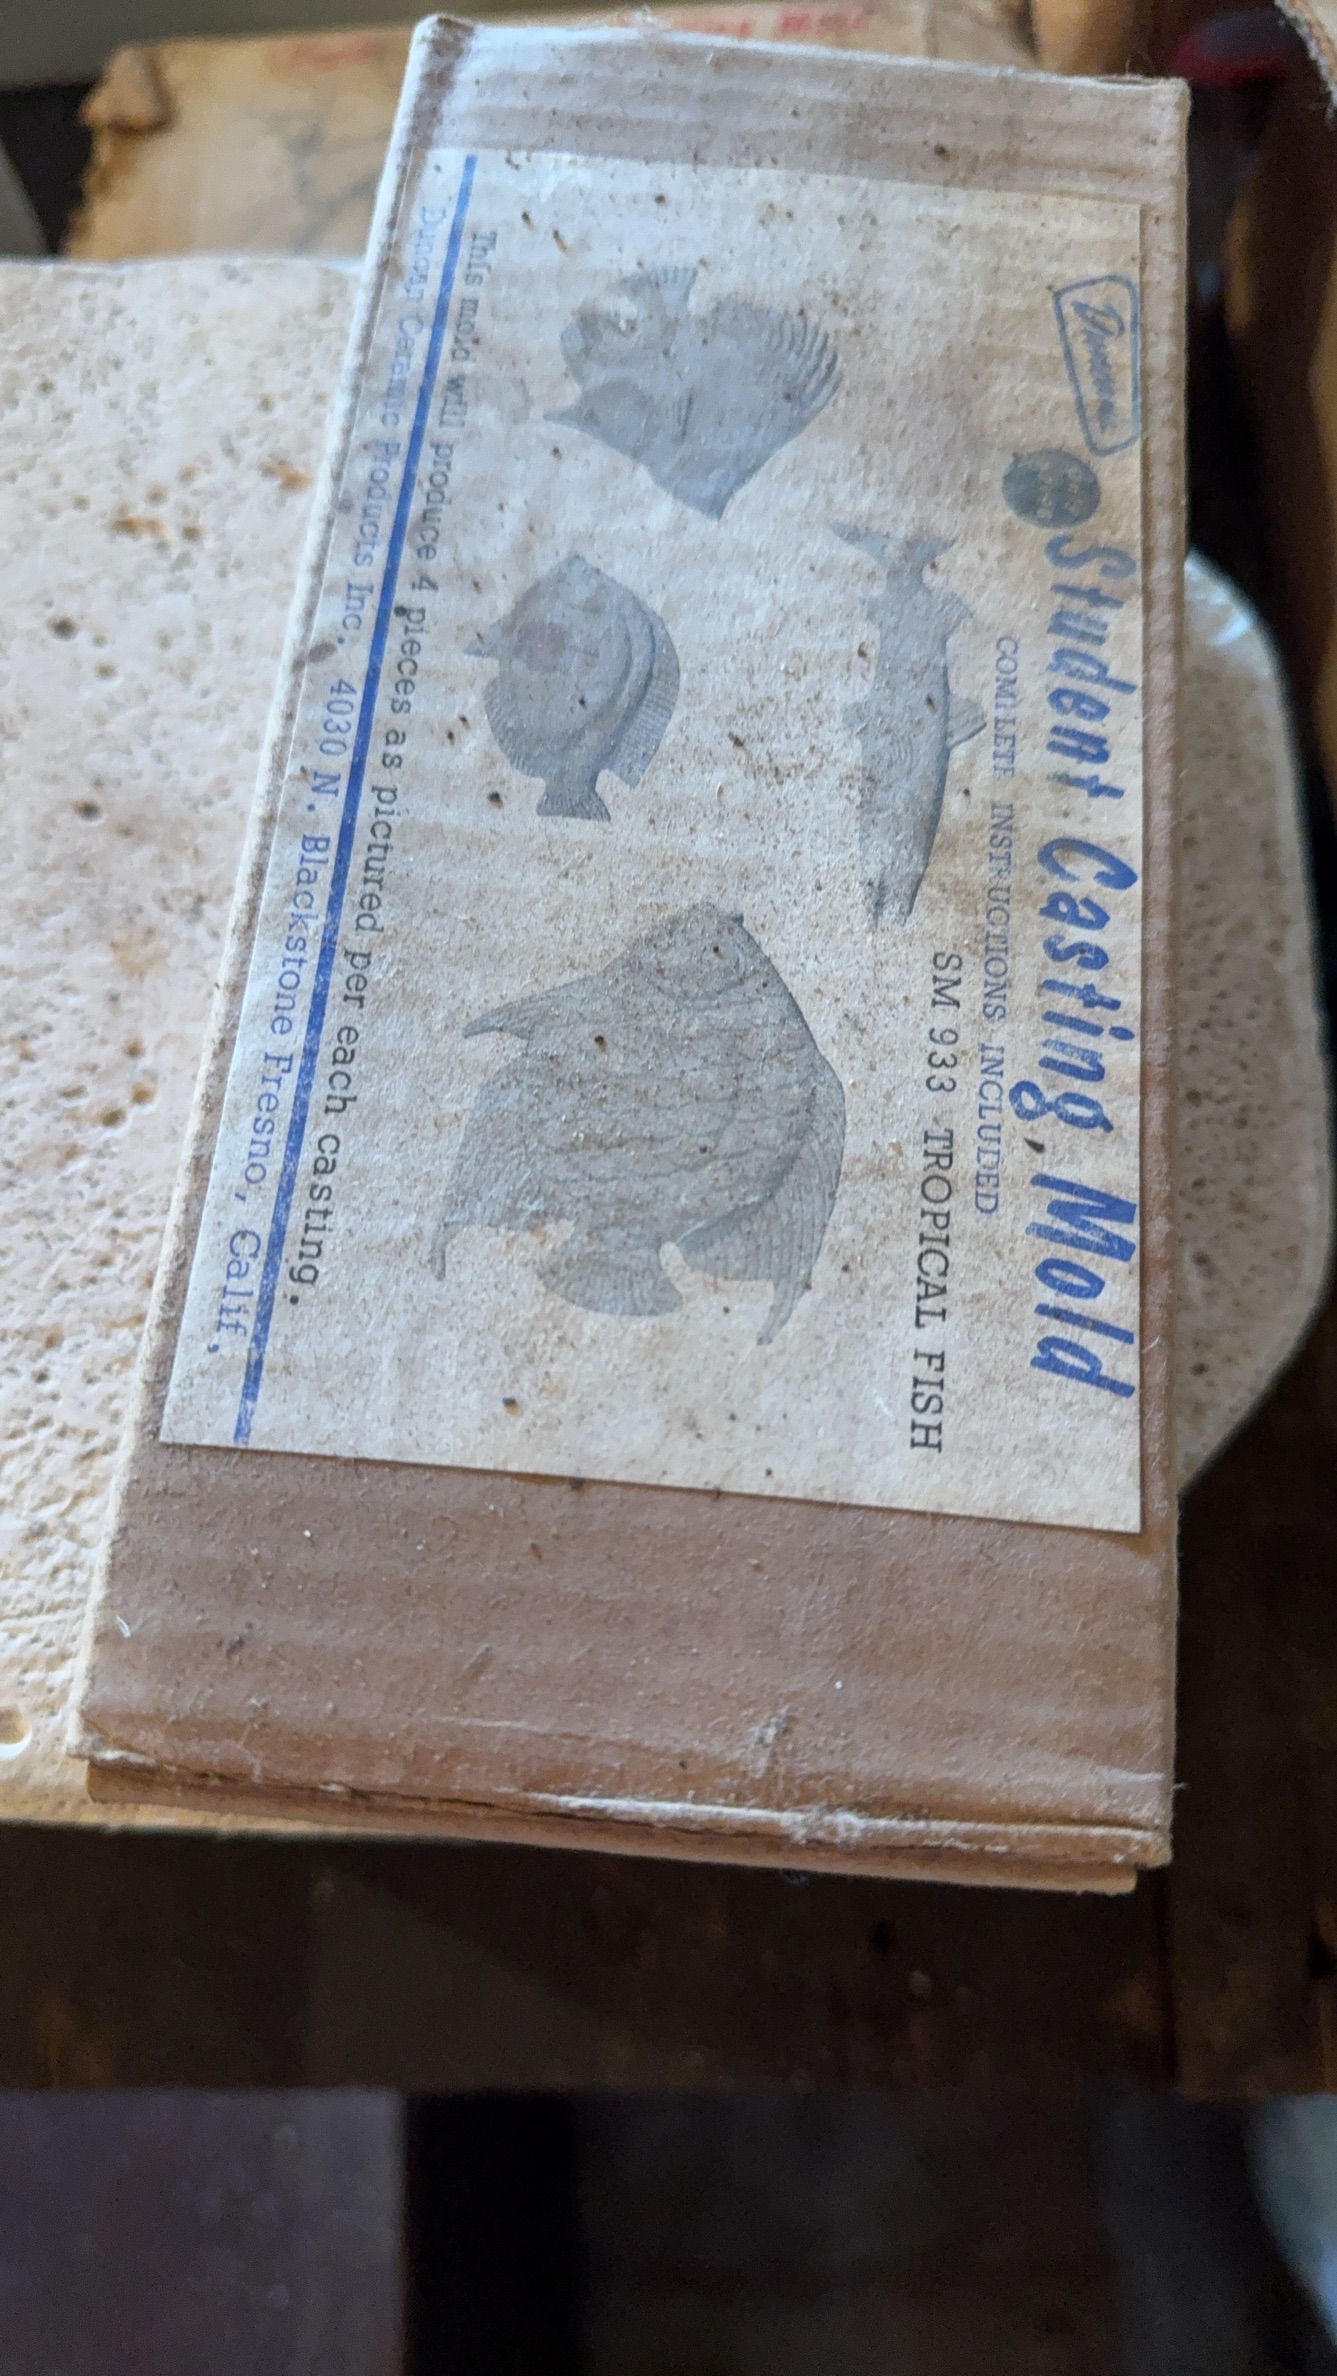 Duncan
Student Casting Mold
COMLETE INSTRUCTIONS INCLUDED
SM 933 TROPICAL FISH
This mold will produce 4 pieces as pictured per each casting.
Duncan Ceramic Products Inc. 4030 N. Blackstone Fresno, Calif.